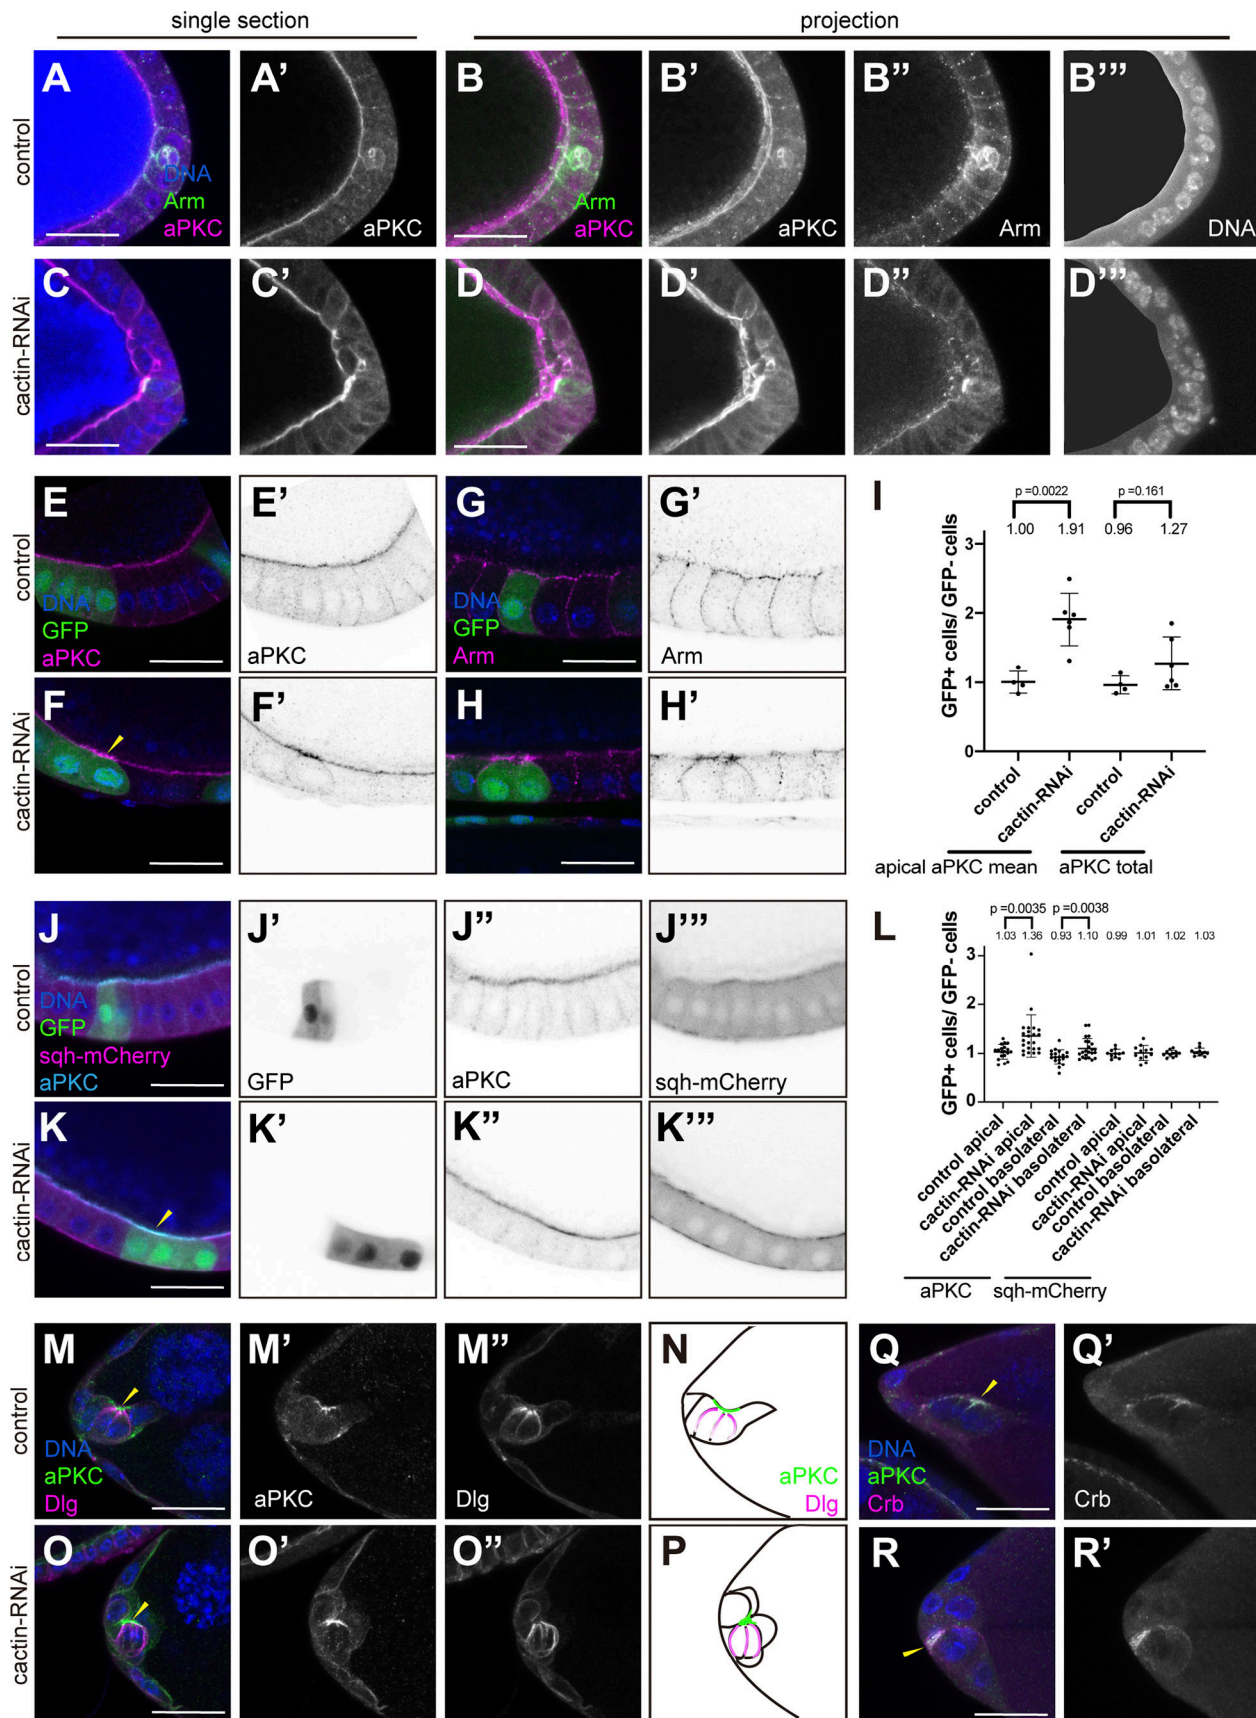 single section
projection
control
A
DNA
Arm
aPKC
A'
aPKC
B
Arm
aPKC
B'
aPKC
B''
Arm
B'''
DNA
cactin-RNAi
C
C'
D
D'
D''
D'''
control
E
DNA
GFP
aPKC
E'
aPKC
G
DNA
GFP
Arm
G'
Arm
cactin-RNAi
F
F'
H
H'
I
p =0.0022
p =0.161
1.00
1.91
0.96
1.27
GFP+ cells/ GFP- cells
3
2
1
0
control
cactin-RNAi
control
cactin-RNAi
apical aPKC mean
aPKC total
control
J
DNA
GFP
sqh-mCherry
aPKC
J'
GFP
J''
aPKC
J'''
sqh-mCherry
cactin-RNAi
K
K'
K''
K'''
L
p =0.0035
p =0.0038
1.03
1.36
0.93
1.10
0.99
1.01
1.02
1.03
GFP+ cells/ GFP- cells
3
2
1
0
control apical
cactin-RNAi apical
control basolateral
cactin-RNAi basolateral
control apical
cactin-RNAi apical
control basolateral
cactin-RNAi basolateral
aPKC
sqh-mCherry
control
M
DNA
aPKC
Dlg
M'
aPKC
M''
Dlg
N
aPKC
Dlg
Q
DNA
aPKC
Crb
Q'
Crb
cactin-RNAi
O
O'
O''
P
R
R'